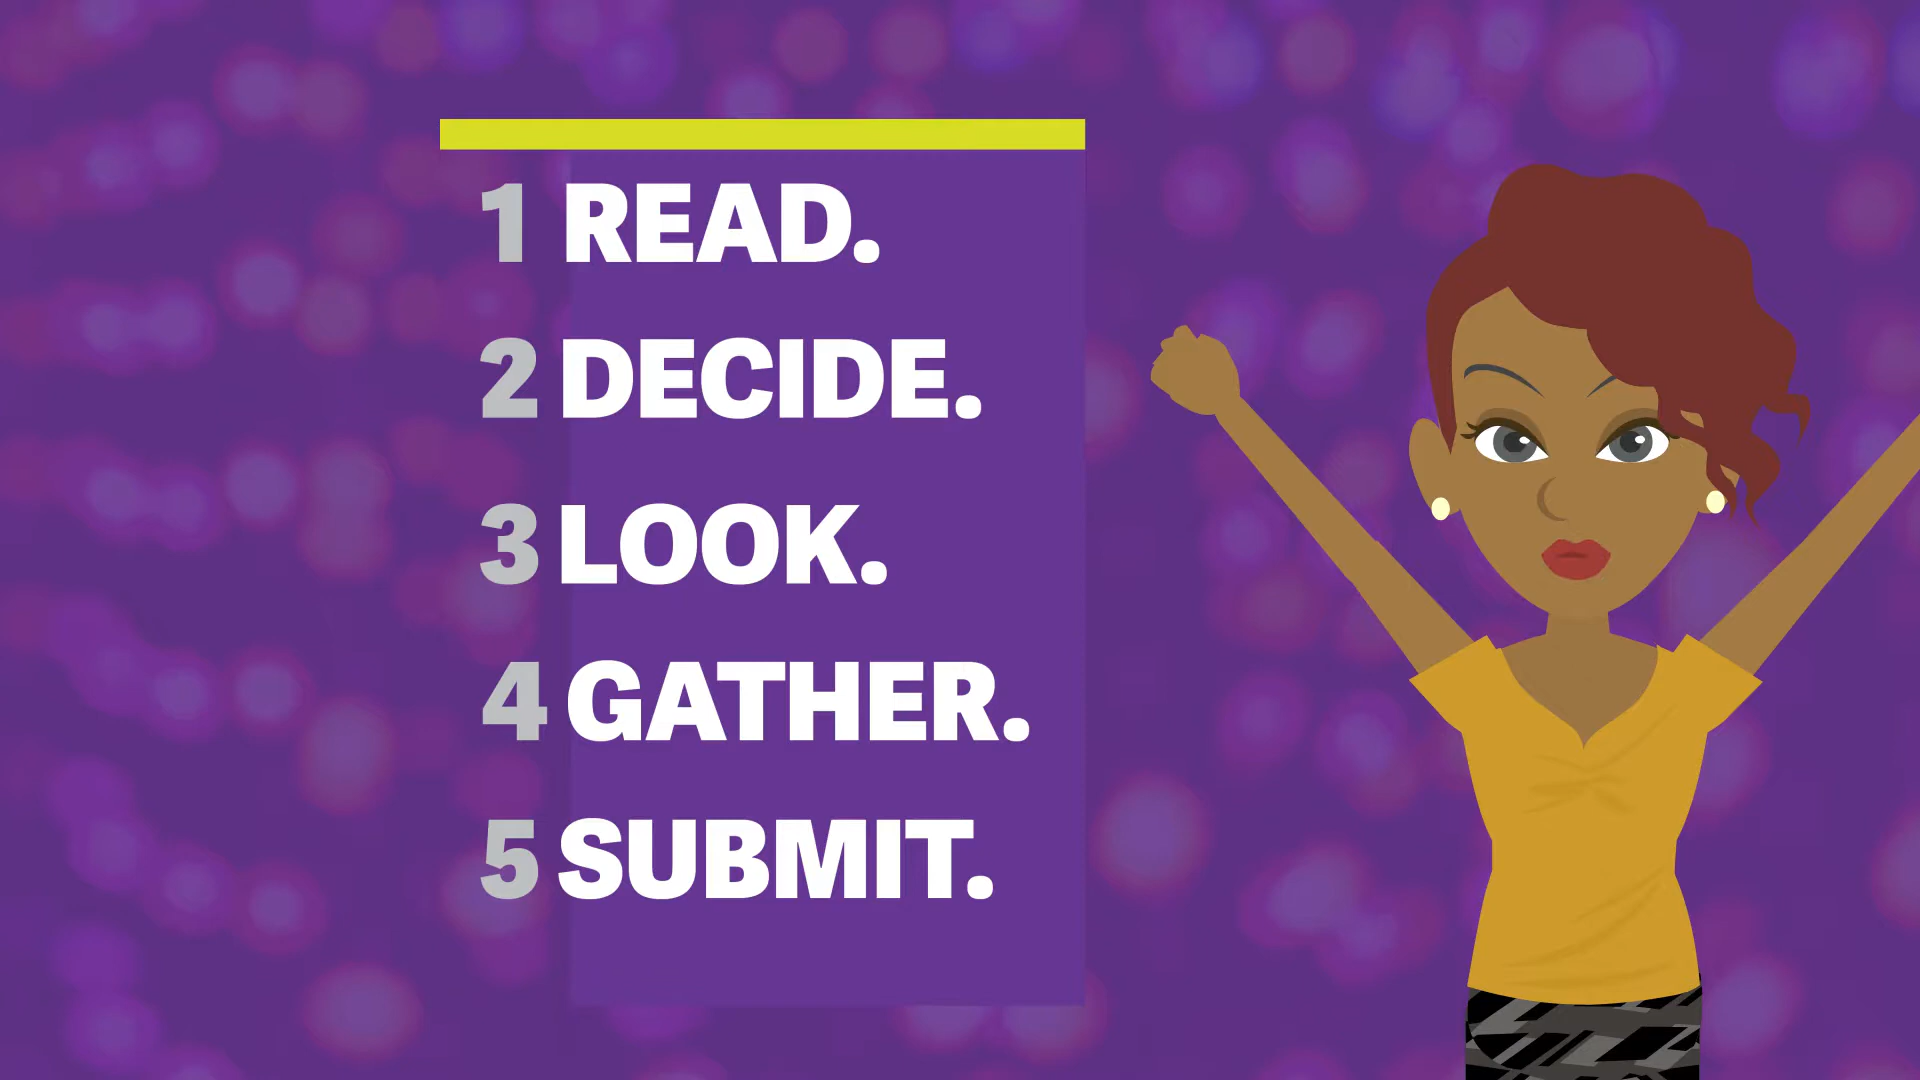 1 READ.
2 DECIDE.
3 LOOK.
4 GATHER.
5 SUBMIT.